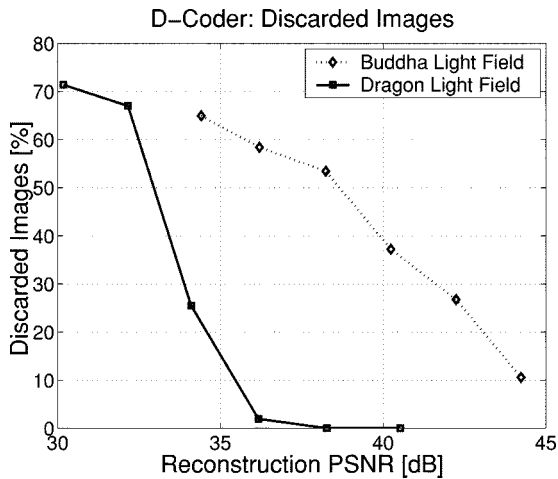 D-Coder: Discarded Images
Buddha Light Field
Dragon Light Field
Discarded Images [%]
80
70
60
50
40
30
20
10
0
30
35
40
45
Reconstruction PSNR [dB]